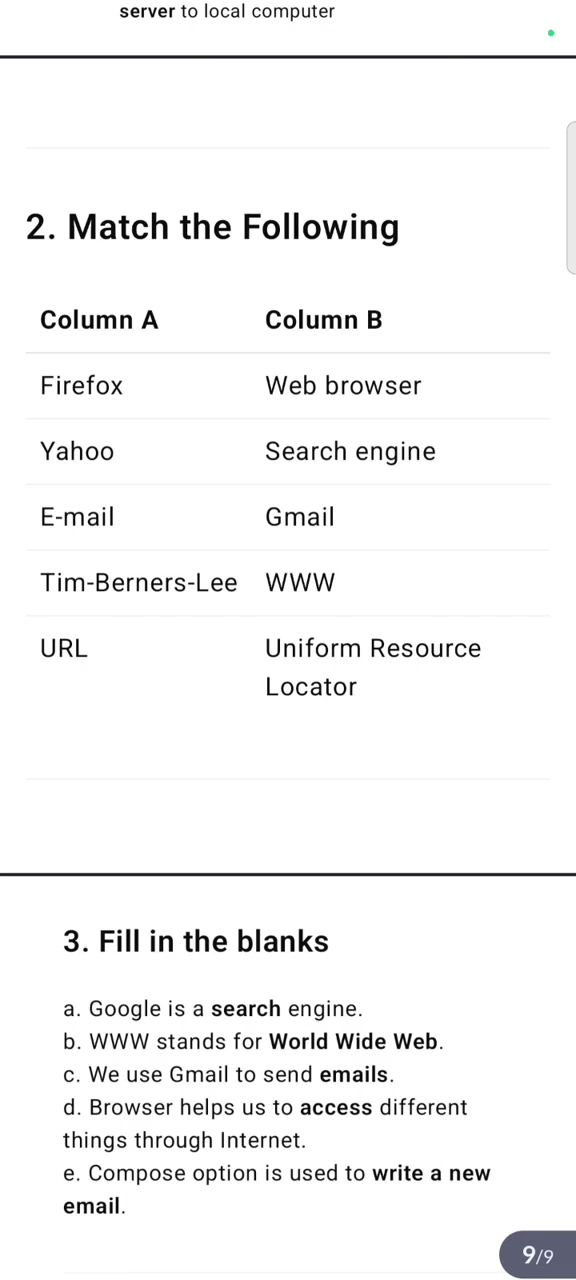 server to local computer
2. Match the Following
Column A Column B
Firefox Web browser
Yahoo Search engine
E-mail Gmail
Tim-Berners-Lee WWW
URL Uniform Resource
Locator
3. Fill in the blanks
a. Google is a search engine.
b. WWW stands for World Wide Web.
c. We use Gmail to send emails.
d. Browser helps us to access different
things through Internet.
e. Compose option is used to write a new
email.
9/9